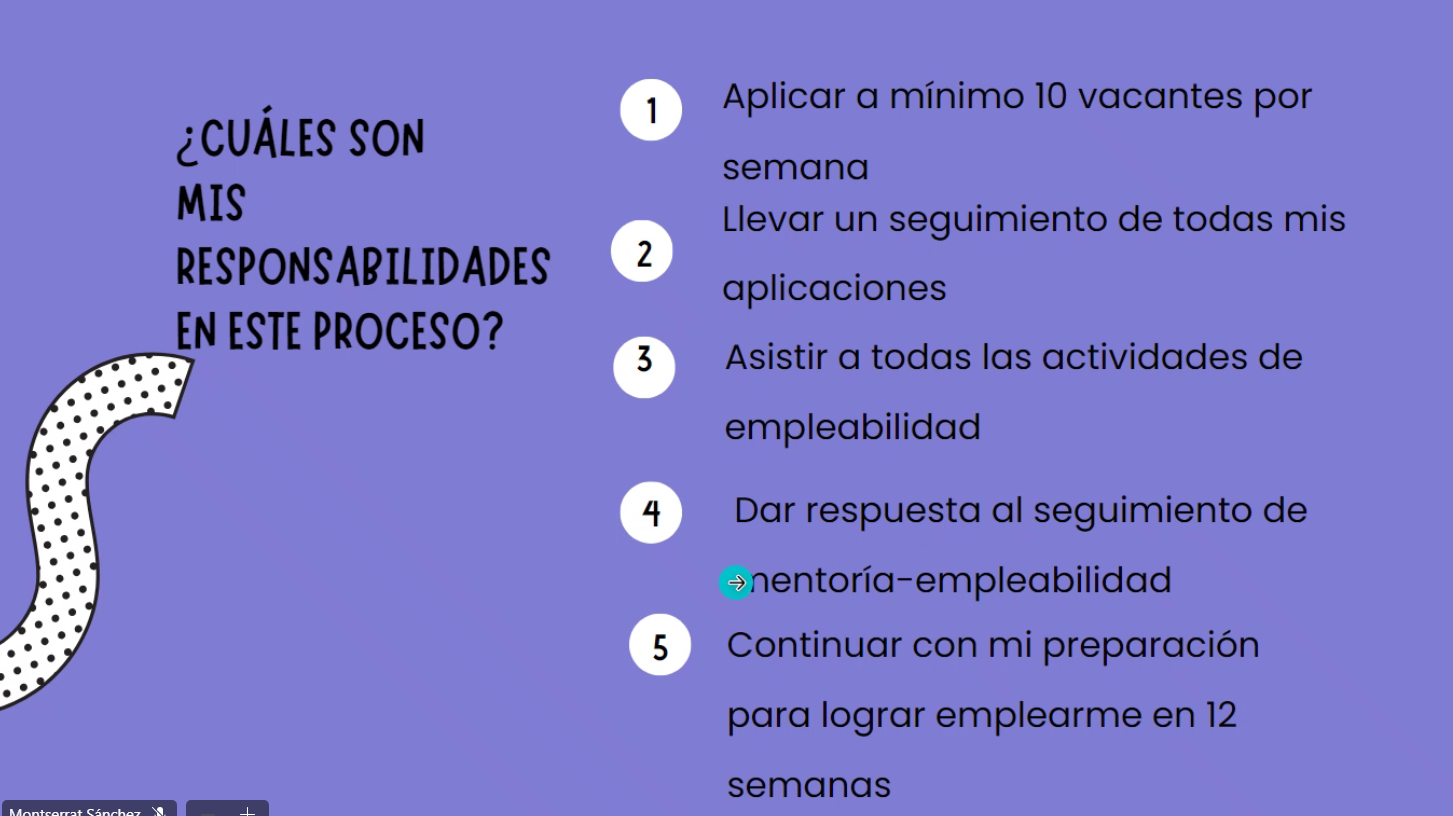 ¿CUÁLES SON
MIS
RESPONSABILIDADES
EN ESTE PROCESO?
1
Aplicar a mínimo 10 vacantes por
semana
2
Llevar un seguimiento de todas mis
aplicaciones
3
Asistir a todas las actividades de
empleabilidad
4
Dar respuesta al seguimiento de
mentoría-empleabilidad
5
Continuar con mi preparación
para lograr emplearme en 12
semanas
Montserrat Sánchez